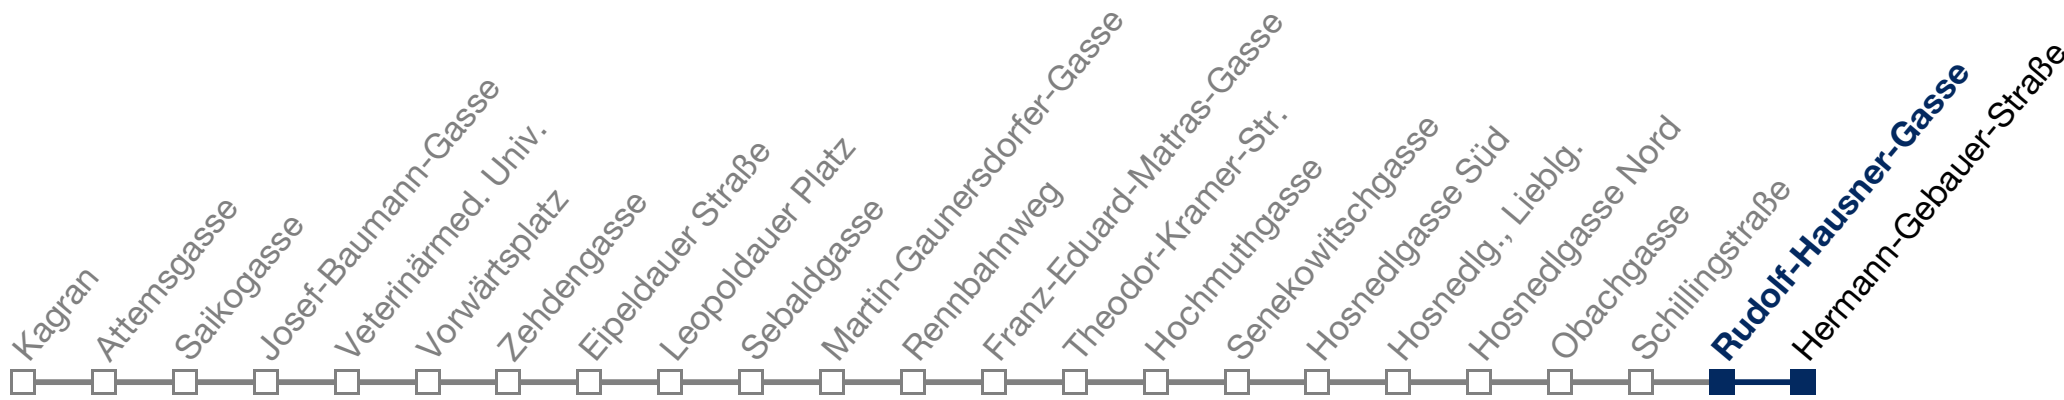 Kagran
Attemsgasse
Saikogasse
Josef-Baumann-Gasse
Veterinärmed. Univ.
Vorwärtsplatz
Zehdengasse
Eipeldauer Straße
Leopoldauer Platz
Sebaldgasse
Martin-Gaunersdorfer-Gasse
Rennbahnweg
Franz-Eduard-Matras-Gasse
Theodor-Kramer-Str.
Hochmuthgasse
Senekowitschgasse
Hosnedlgasse Süd
Hosnedlg., Lieblg.
Hosnedlgasse Nord
Obachgasse
Schillingstraße
Rudolf-Hausner-Gasse
Hermann-Gebauer-Straße